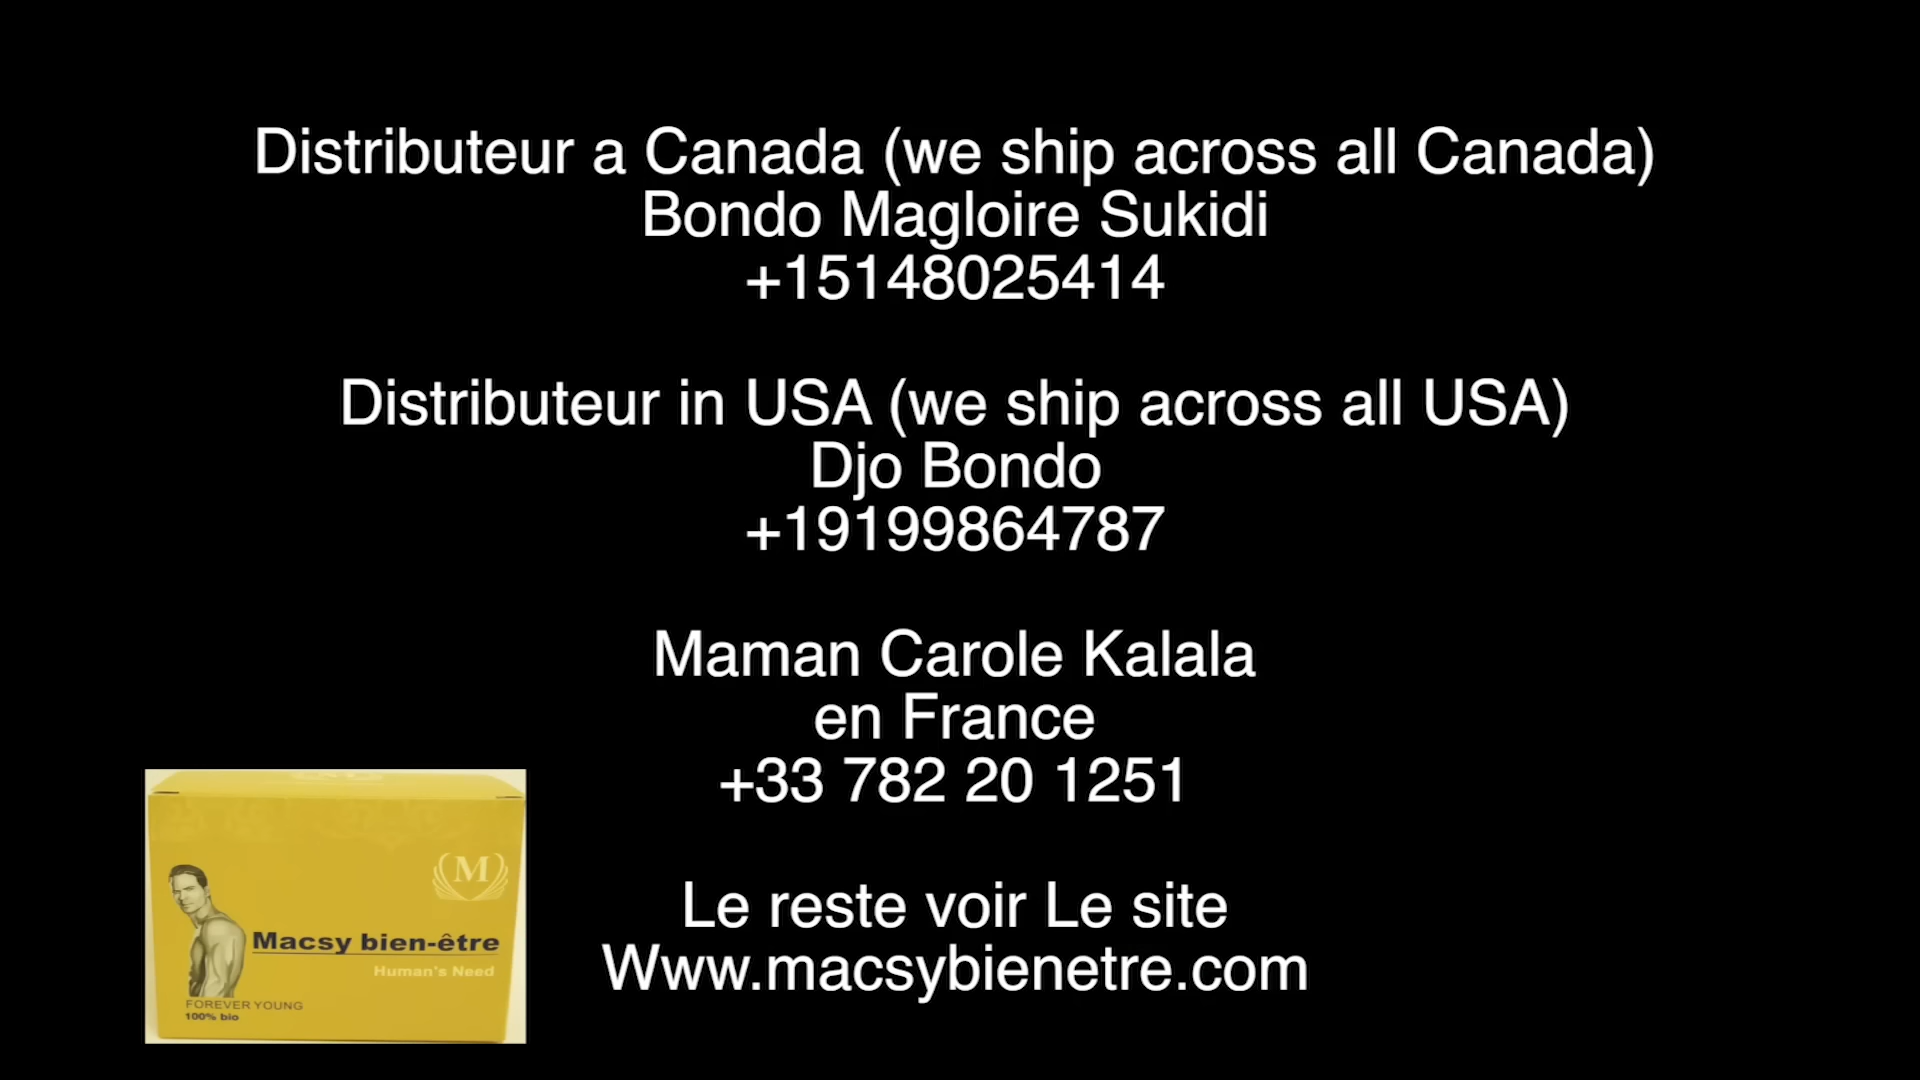 Distributeur a Canada (we ship across all Canada)
Bondo Magloire Sukidi
+15148025414
Distributeur in USA (we ship across all USA)
Djo Bondo
+19199864787
Maman Carole Kalala
en France
+33 782 20 1251
Le reste voir Le site
Www.macsybienetre.com
M
Macsy bien-être
Human's Need
FOREVER YOUNG
100% bio